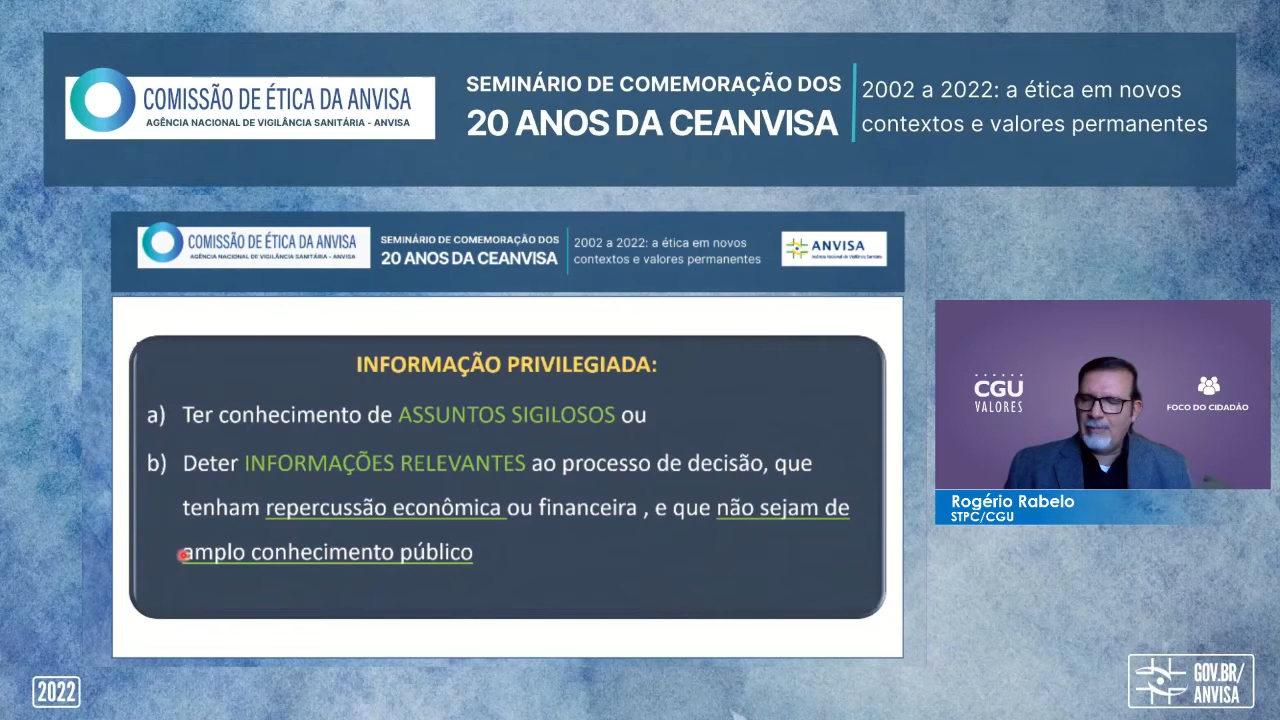 COMISSÃO DE ÉTICA DA ANVISA
AGÊNCIA NACIONAL DE VIGILÂNCIA SANITÁRIA - ANVISA
SEMINÁRIO DE COMEMORAÇÃO DOS
20 ANOS DA CEANVISA
2002 a 2022: a ética em novos
contextos e valores permanentes
COMISSÃO DE ÉTICA DA ANVISA
AGÊNCIA NACIONAL DE VIGILÂNCIA SANITÁRIA - ANVISA
SEMINÁRIO DE COMEMORAÇÃO DOS
20 ANOS DA CEANVISA
2002 a 2022: a ética em novos
contextos e valores permanentes
ANVISA
Agência Nacional de Vigilância Sanitária
INFORMAÇÃO PRIVILEGIADA:
a) Ter conhecimento de ASSUNTOS SIGILOSOS ou
b) Deter INFORMAÇÕES RELEVANTES ao processo de decisão, que
tenham repercussão econômica ou financeira , e que não sejam de
amplo conhecimento público
CGU
VALORES
FOCO DO CIDADÃO
Rogério Rabelo
STPC/CGU
2022
GOV.BR/
ANVISA